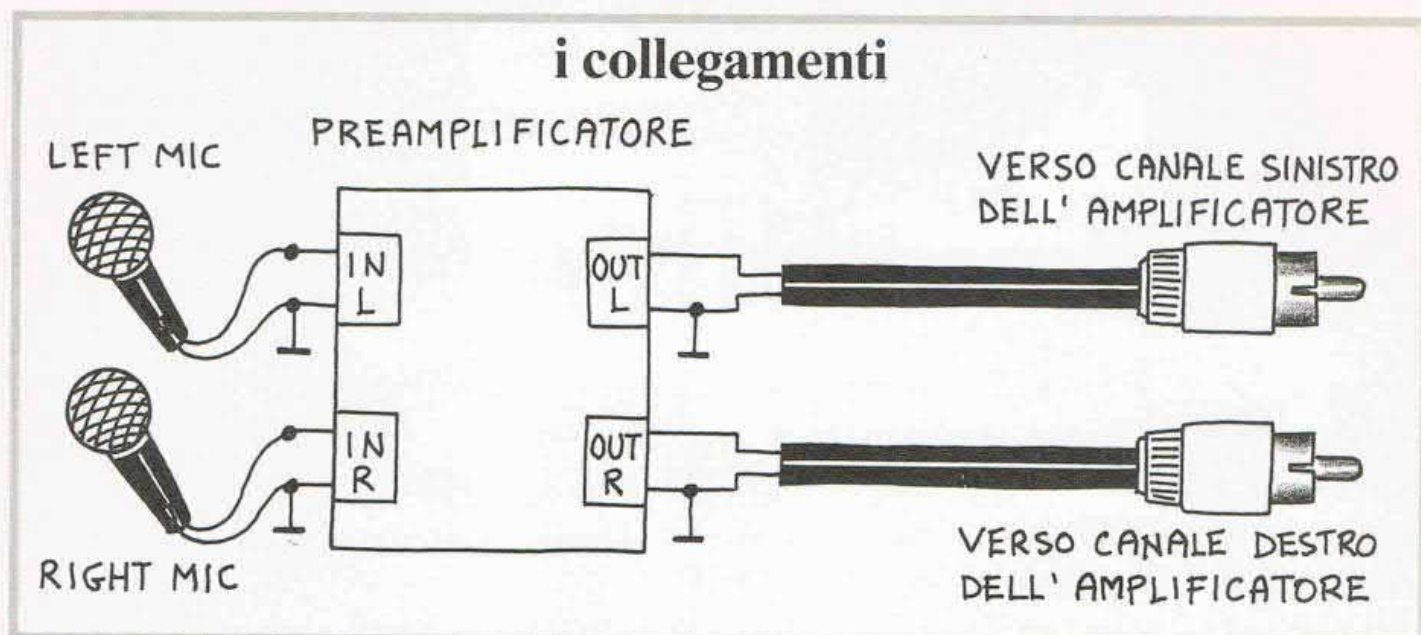 i collegamenti
PREAMPLIFICATORE
LEFT MIC
VERSO CANALE SINISTRO
DELL' AMPLIFICATORE
IN
L
OUT
L
IN
R
OUT
R
RIGHT MIC
VERSO CANALE DESTRO
DELL' AMPLIFICATORE